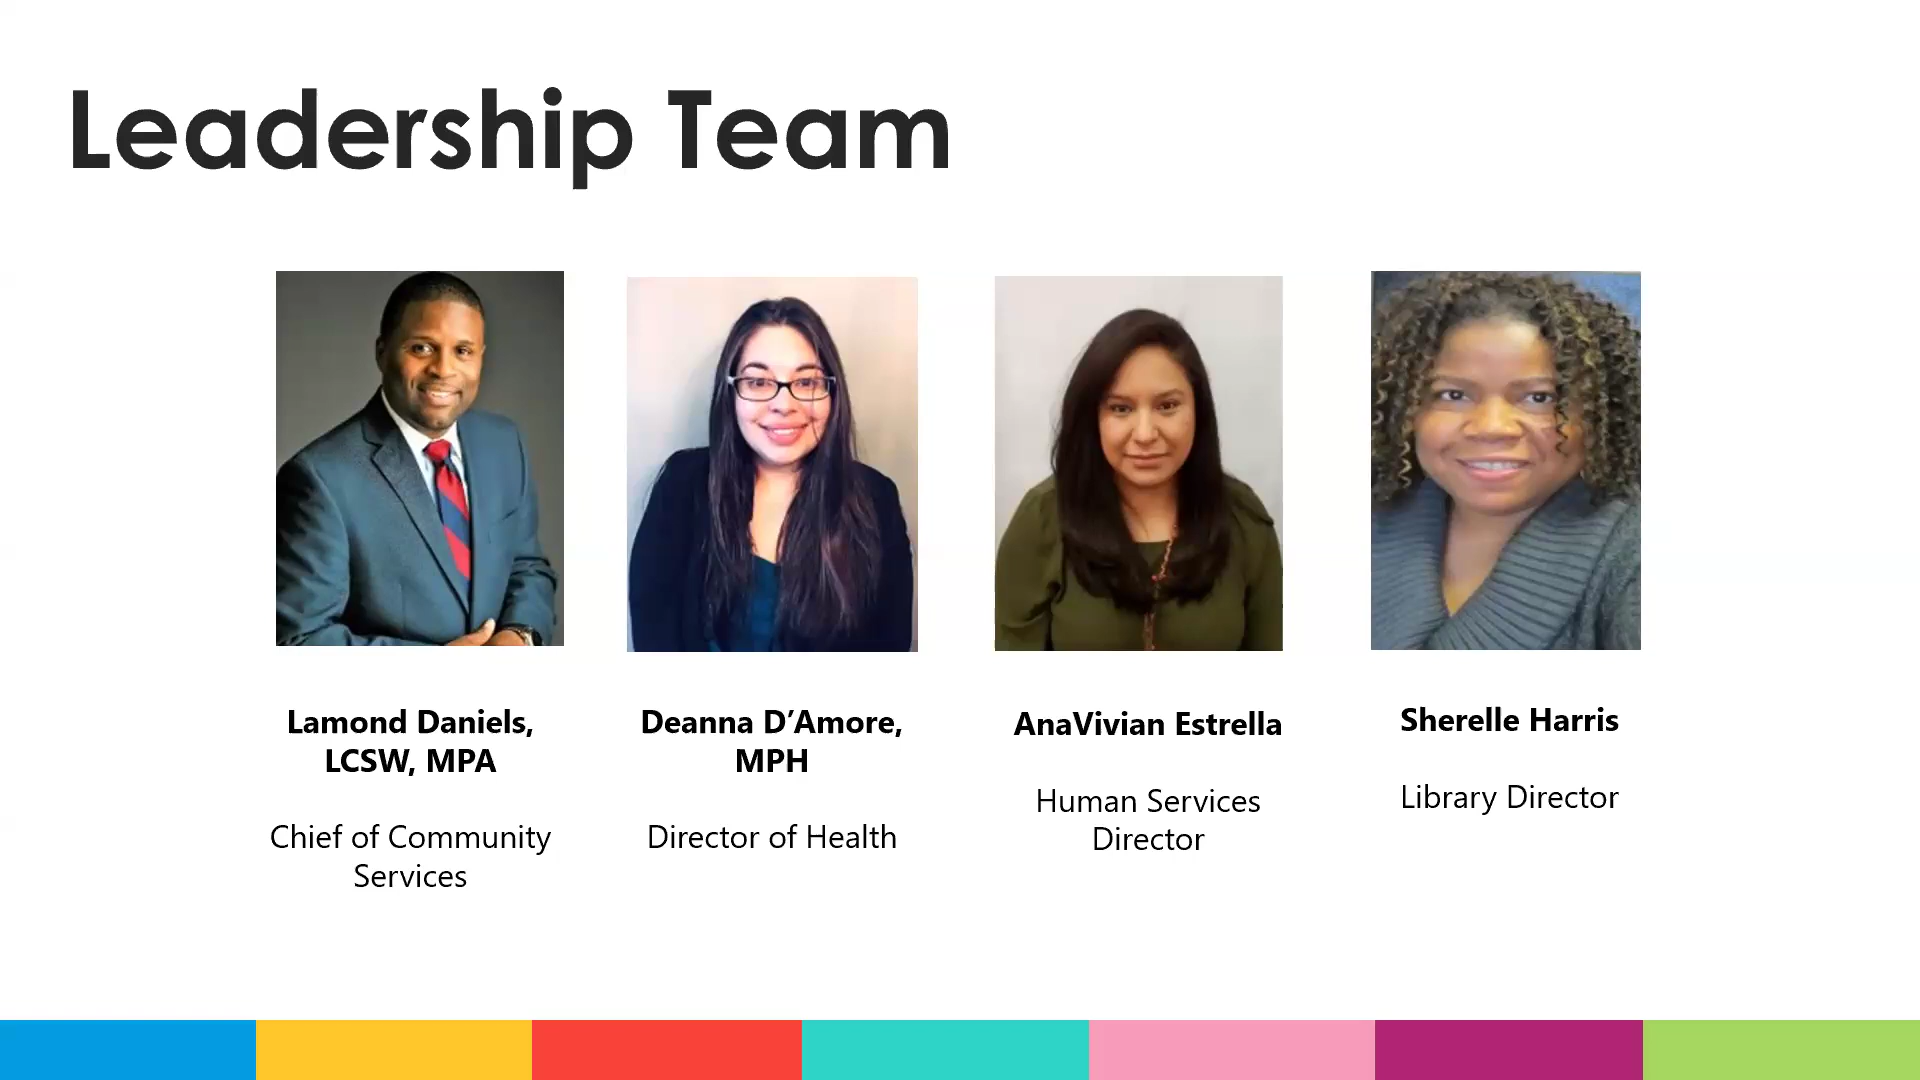 Leadership Team
Lamond Daniels,
LCSW, MPA
Chief of Community
Services
Deanna D’Amore,
MPH
Director of Health
AnaVivian Estrella
Human Services
Director
Sherelle Harris
Library Director